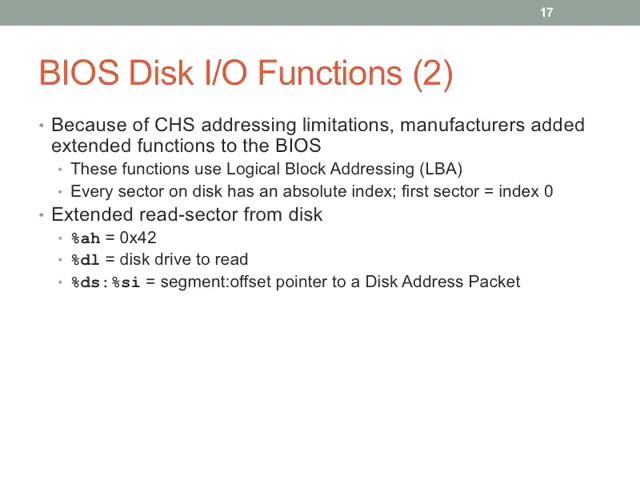 17
BIOS Disk I/O Functions (2)
• Because of CHS addressing limitations, manufacturers added
extended functions to the BIOS
• These functions use Logical Block Addressing (LBA)
• Every sector on disk has an absolute index; first sector = index 0
• Extended read-sector from disk
• %ah = 0x42
• %dl = disk drive to read
• %ds:%si = segment:offset pointer to a Disk Address Packet